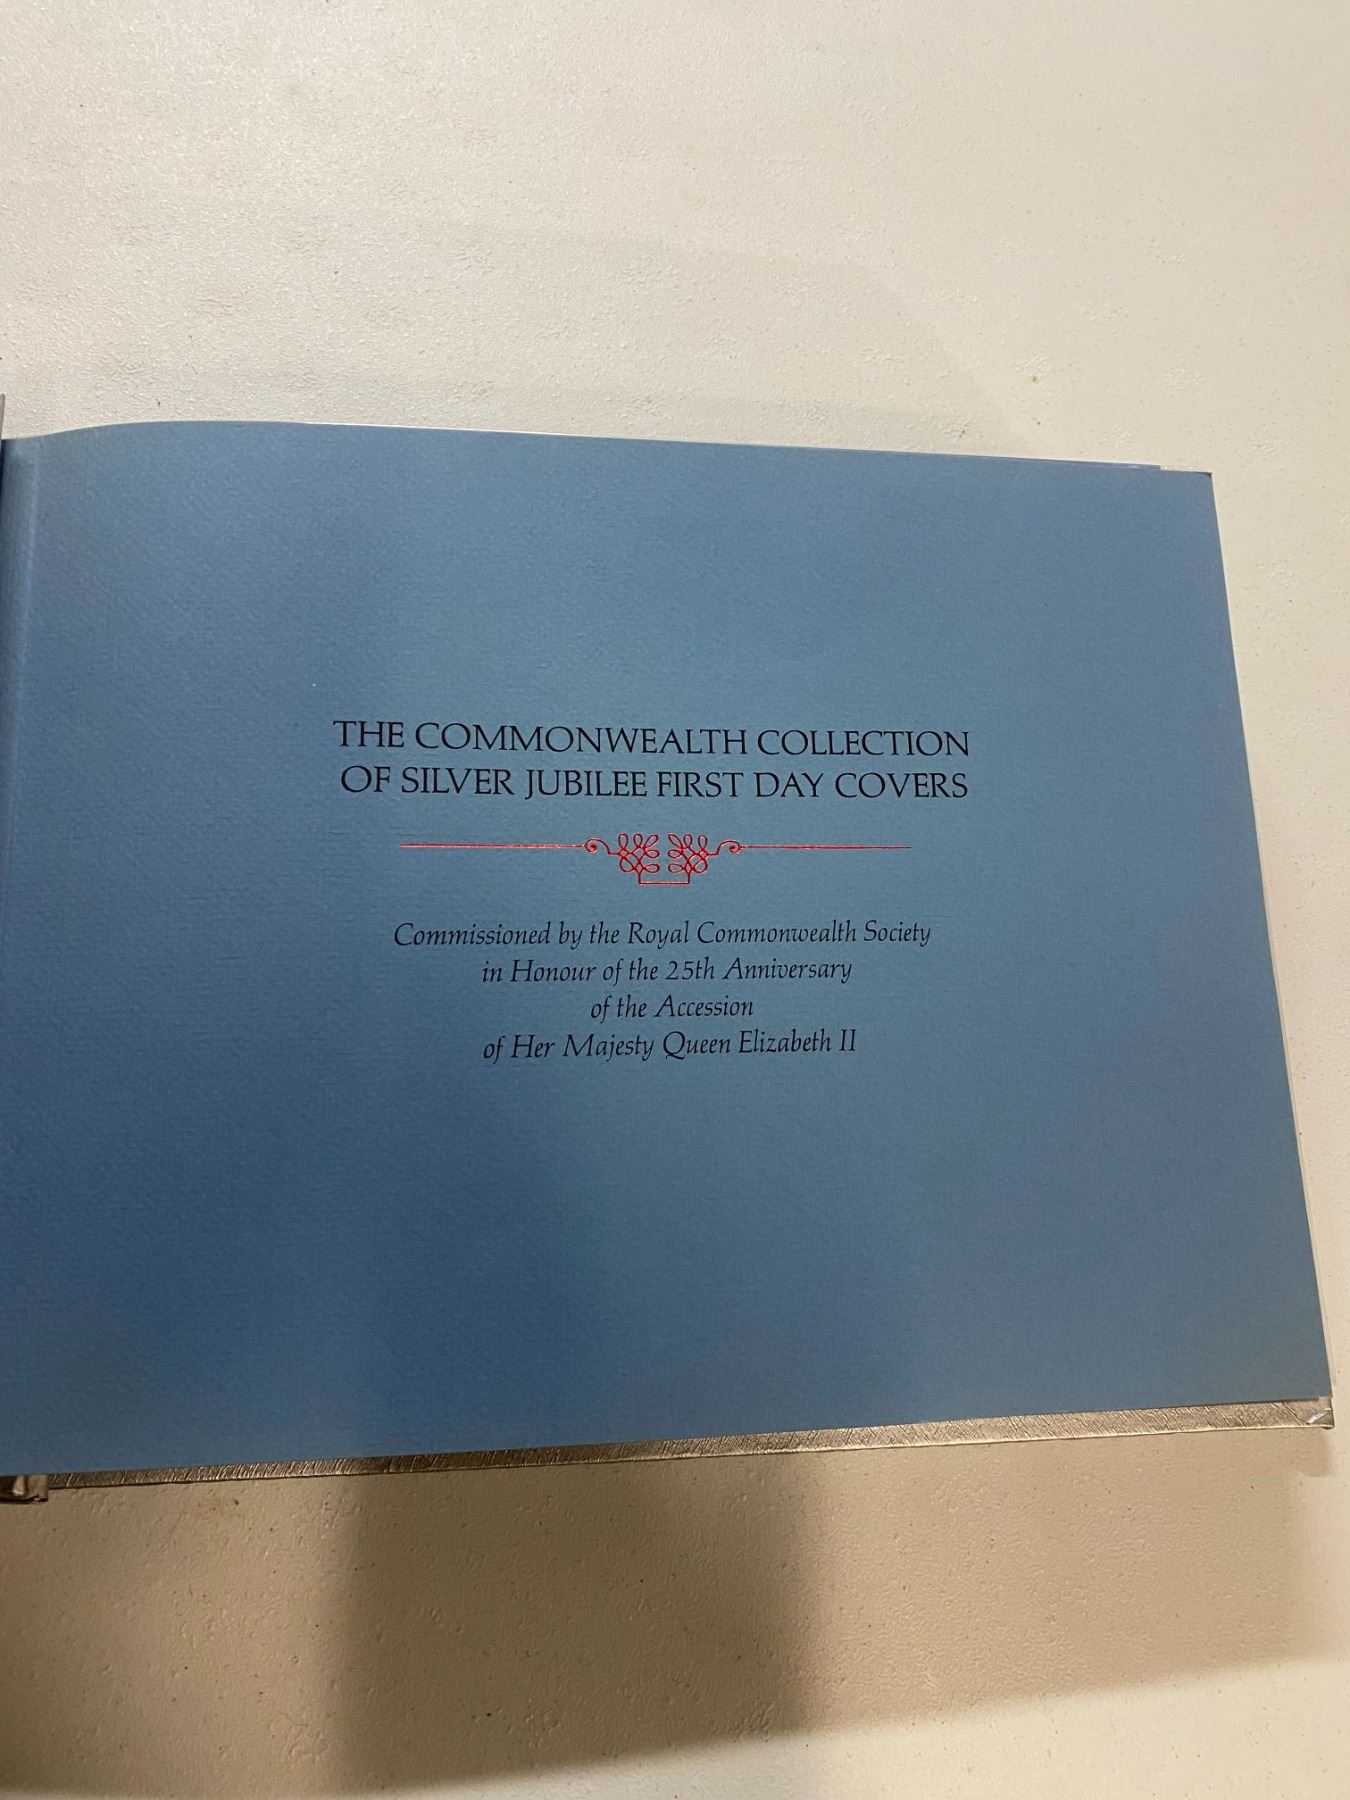 THE COMMONWEALTH COLLECTION
OF SILVER JUBILEE FIRST DAY COVERS
Commissioned by the Royal Commonwealth Society
in Honour of the 25th Anniversary
of the Accession
of Her Majesty Queen Elizabeth II